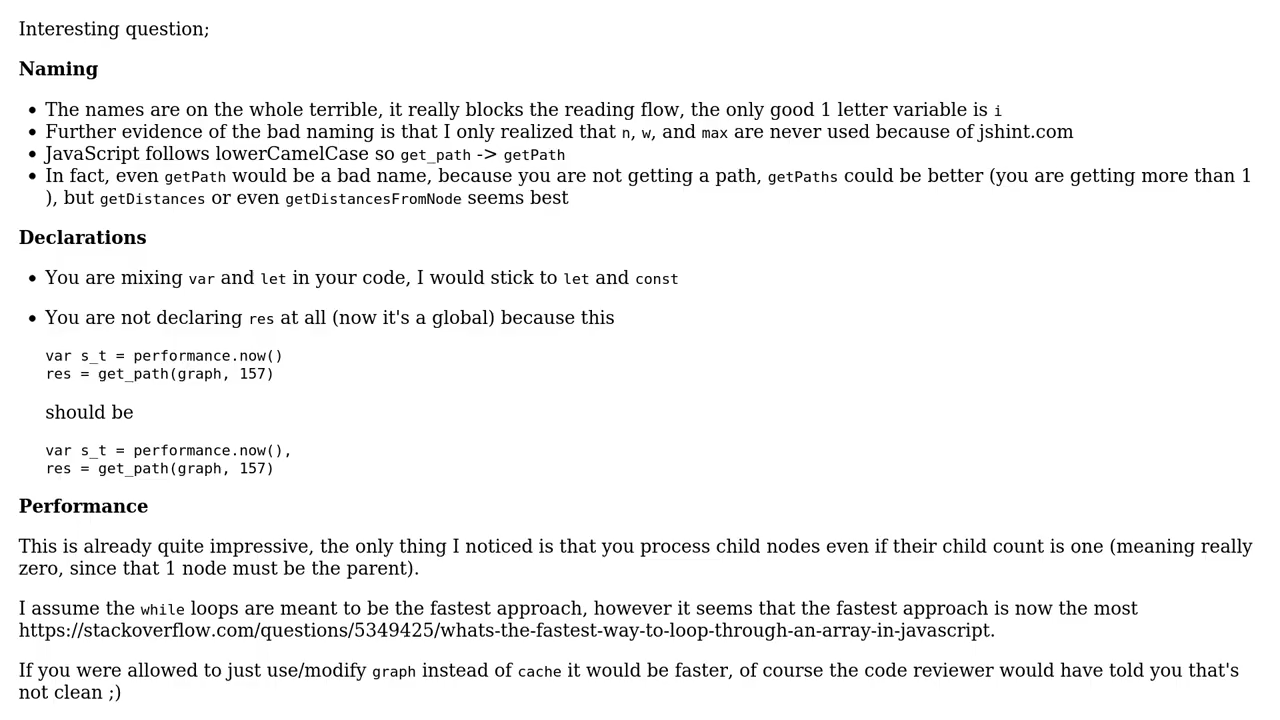 Interesting question;
Naming
• The names are on the whole terrible, it really blocks the reading flow, the only good 1 letter variable is i
• Further evidence of the bad naming is that I only realized that n, w, and max are never used because of jshint.com
• JavaScript follows lowerCamelCase so get_path -> getPath
• In fact, even getPath would be a bad name, because you are not getting a path, getPaths could be better (you are getting more than 1
), but getDistances or even getDistancesFromNode seems best
Declarations
• You are mixing var and let in your code, I would stick to let and const
• You are not declaring res at all (now it's a global) because this
var s_t = performance.now()
res = get_path(graph, 157)
should be
var s_t = performance.now(),
res = get_path(graph, 157)
Performance
This is already quite impressive, the only thing I noticed is that you process child nodes even if their child count is one (meaning really
zero, since that 1 node must be the parent).
I assume the while loops are meant to be the fastest approach, however it seems that the fastest approach is now the most
https://stackoverflow.com/questions/5349425/whats-the-fastest-way-to-loop-through-an-array-in-javascript.
If you were allowed to just use/modify graph instead of cache it would be faster, of course the code reviewer would have told you that's
not clean ;)